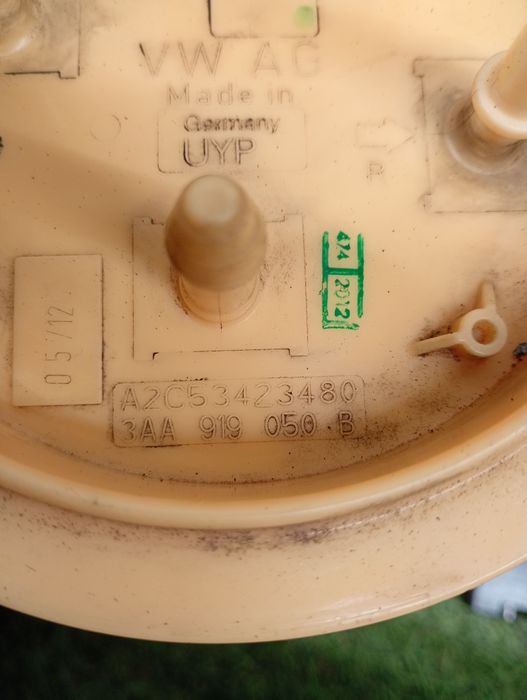 VW AG
Made in
Germany
UYP
R
474
2012
05/12
A2C53423480
3AA 919 050 B